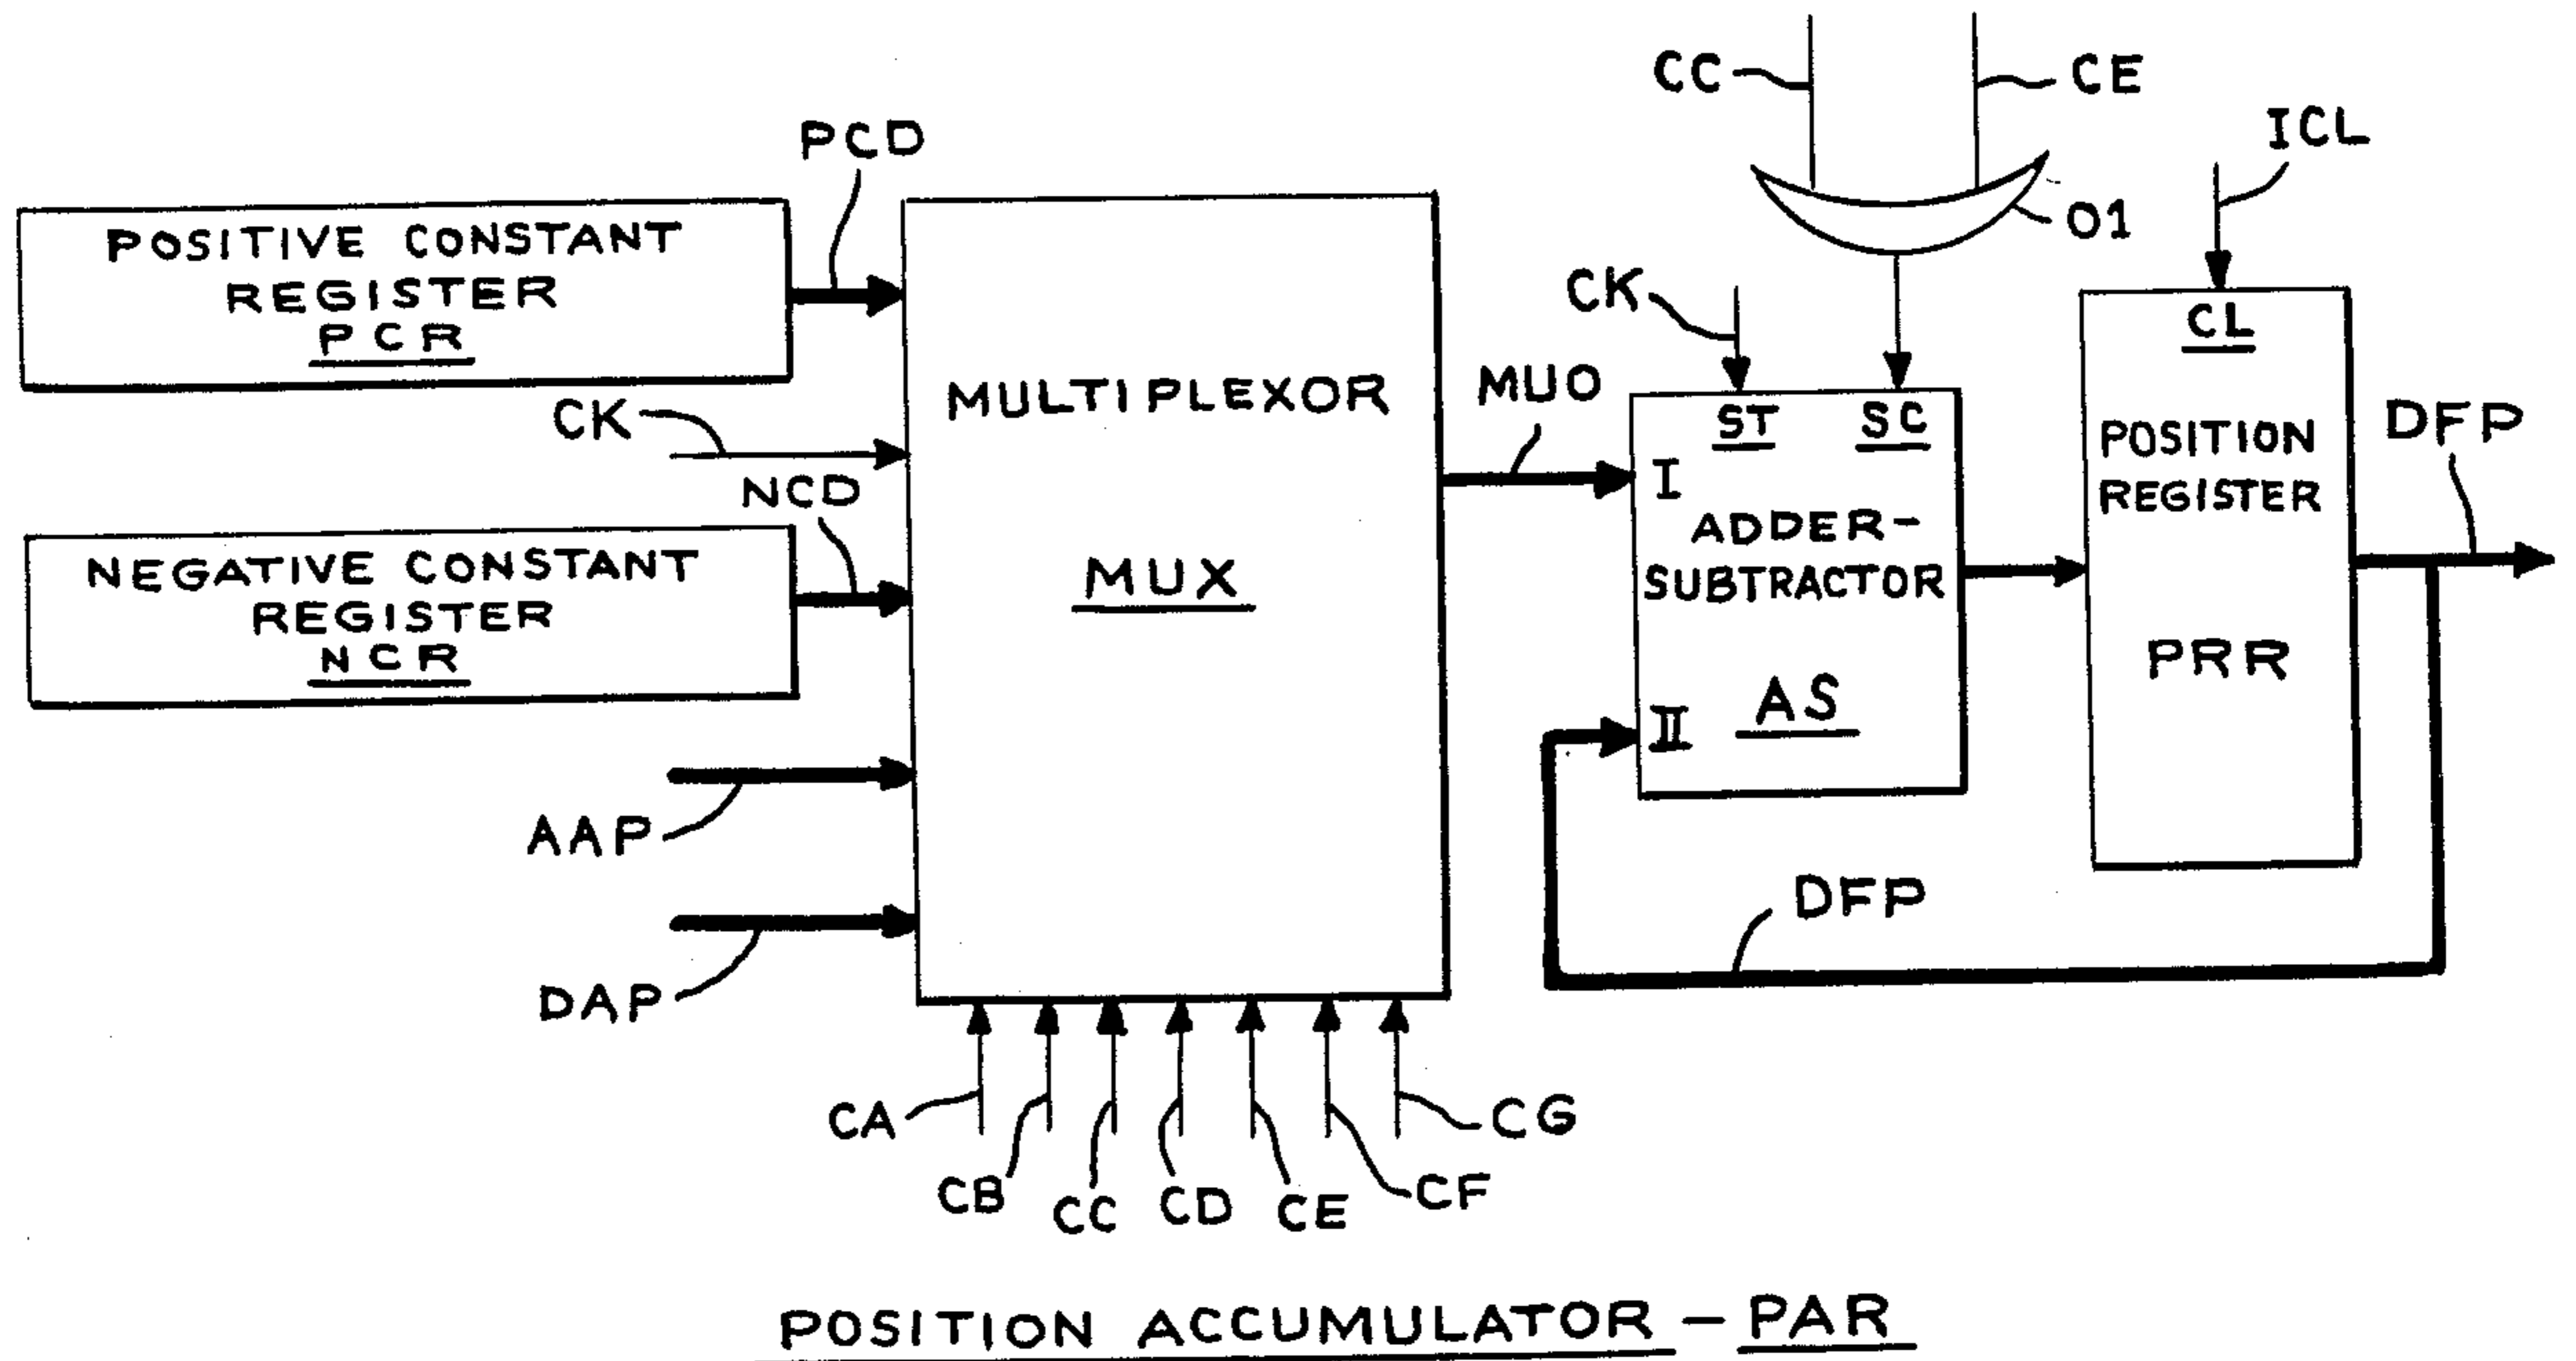 CC
CE
ICL
PCD
O1
POSITIVE CONSTANT
REGISTER
PCR
CK
CL
CK
MULTIPLEXOR
MUO
ST
SC
POSITION
REGISTER
DFP
NCD
I
ADDER-
SUBTRACTOR
NEGATIVE CONSTANT
REGISTER
NCR
MUX
PRR
II
AS
AAP
DFP
DAP
CA
CB
CC
CD
CE
CF
CG
POSITION ACCUMULATOR - PAR